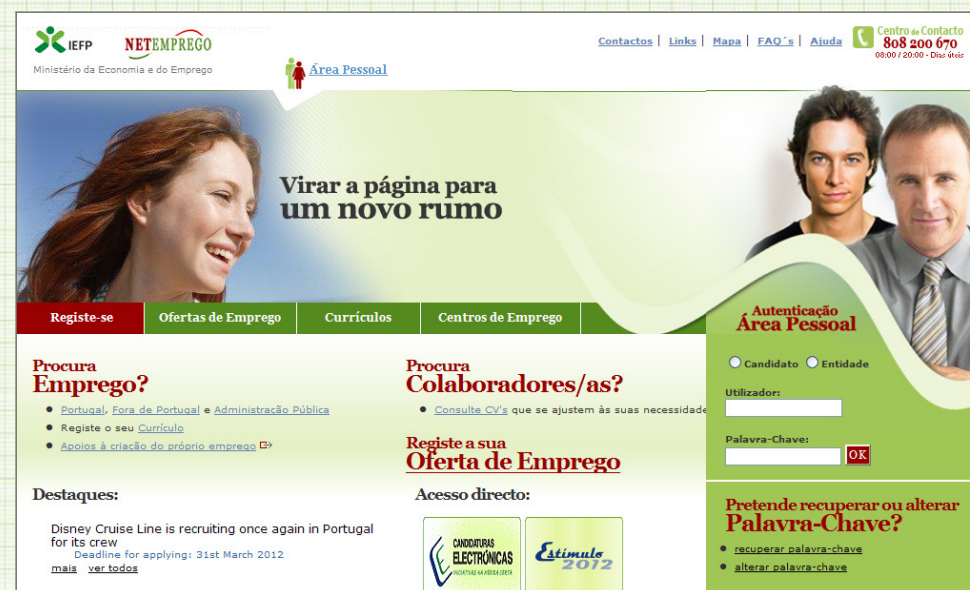 IEFP
NETEMPREGO
Contactos | Links | Mapa | FAQ´s | Ajuda
Centro de Contacto
808 200 670
08:00 / 20:00 - Dias úteis
Ministério da Economia e do Emprego
Área Pessoal
Virar a página para
um novo rumo
Registe-se
Ofertas de Emprego
Currículos
Centros de Emprego
Procura
Emprego?
Portugal, Fora de Portugal e Administração Pública
Registe o seu Currículo
Apoios à criação do próprio emprego
Procura
Colaboradores/as?
Consulte CV's que se ajustem às suas necessidade
Registe a sua
Oferta de Emprego
Destaques:
Disney Cruise Line is recruiting once again in Portugal
for its crew
Deadline for applying: 31st March 2012
mais ver todos
Acesso directo:
CANDIDATURAS
ELECTRÓNICAS
INICIATIVAS NA MEDIDA CERTA
Estímulo
2012
Autenticação
Área Pessoal
Candidato Entidade
Utilizador:
Palavra-Chave:
OK
Pretende recuperar ou alterar
Palavra-Chave?
recuperar palavra-chave
alterar palavra-chave